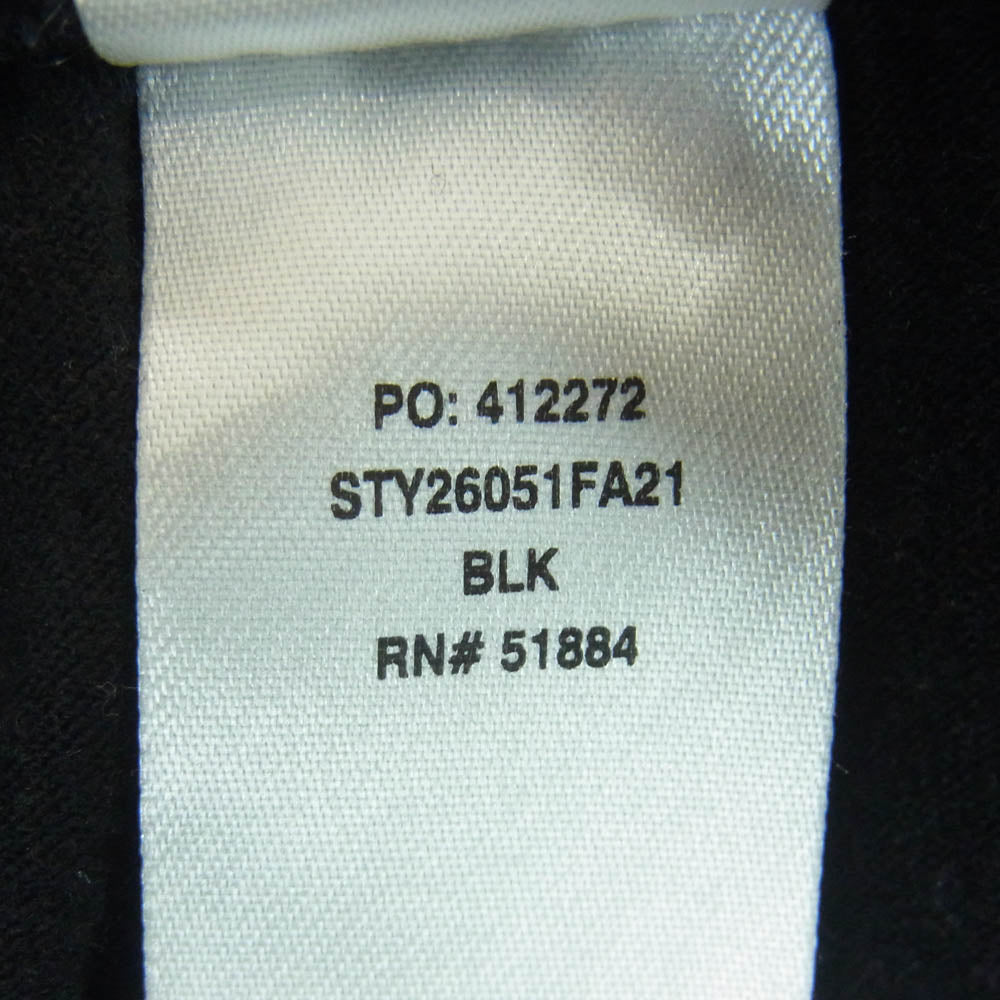 PO: 412272
STY26051FA21
BLK
RN# 51884